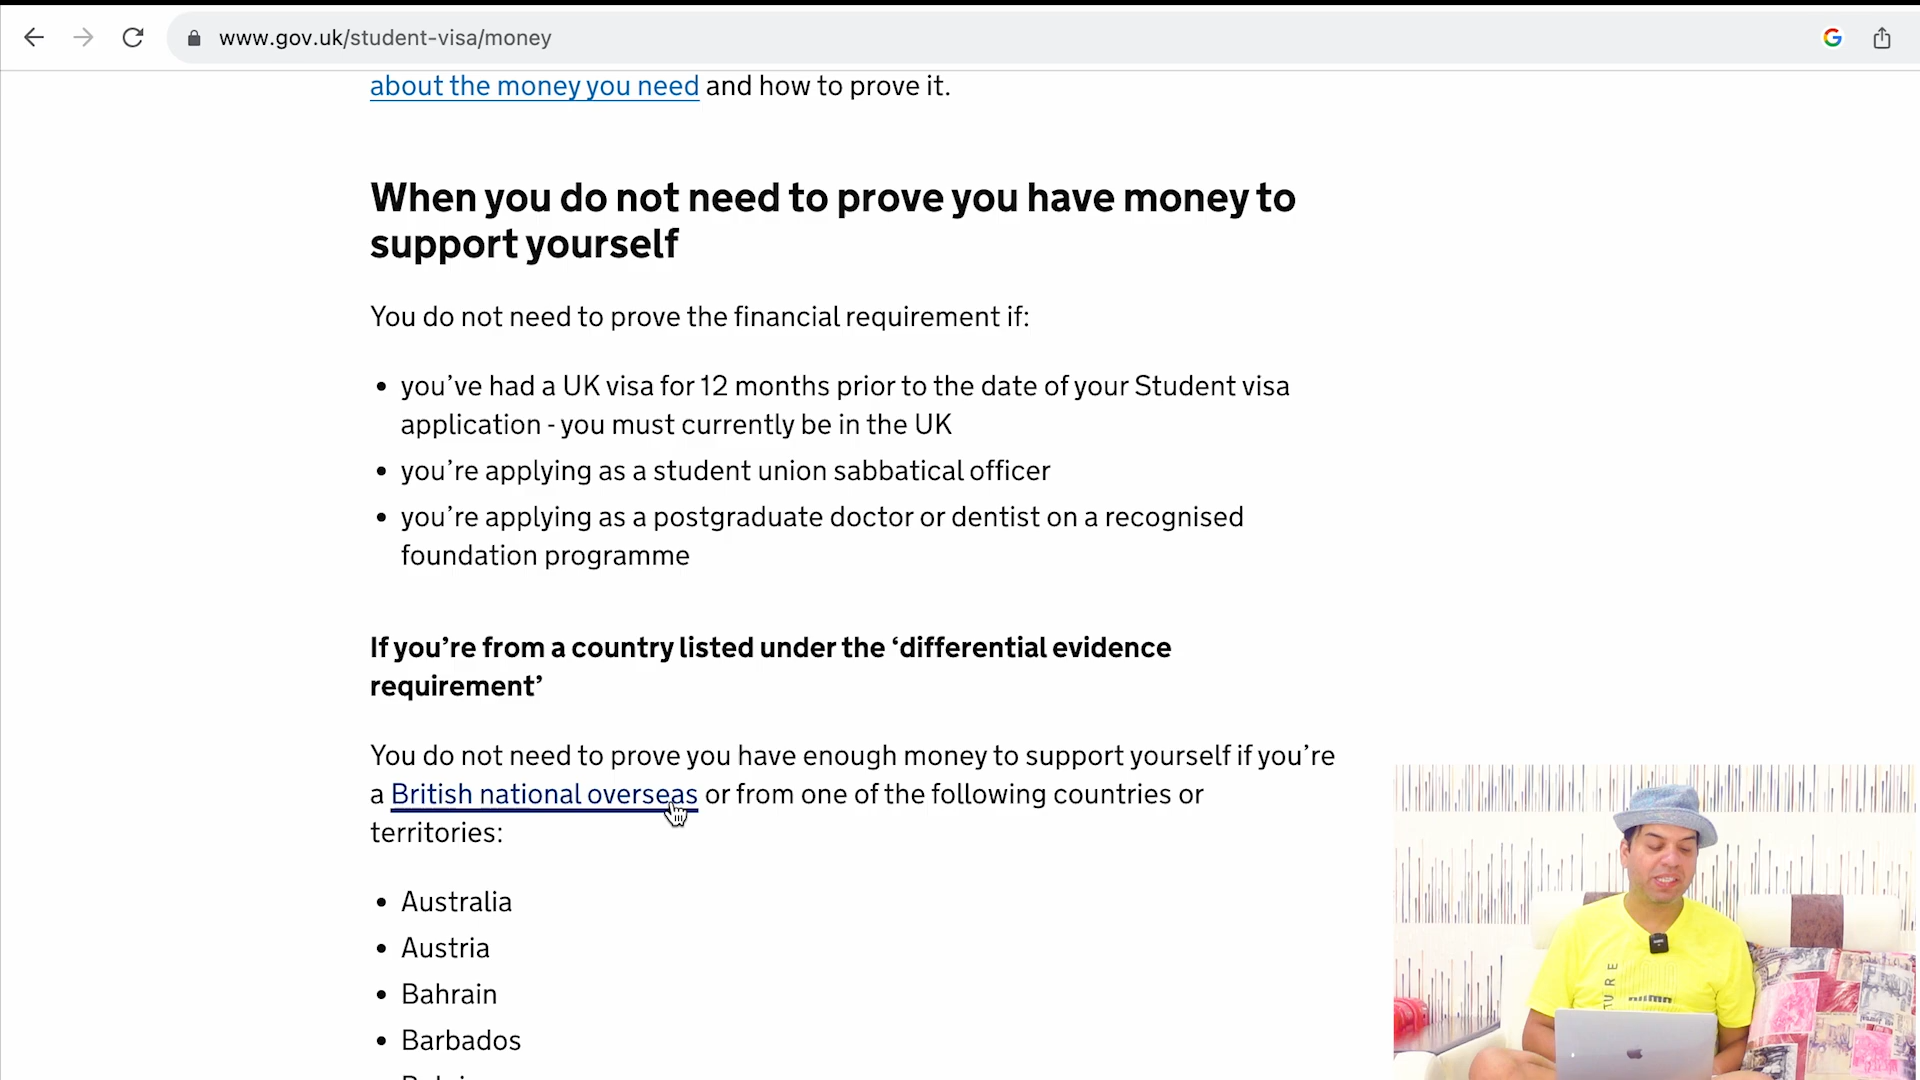 www.gov.uk/student-visa/money
about the money you need and how to prove it.
When you do not need to prove you have money to
support yourself
You do not need to prove the financial requirement if:
• you’ve had a UK visa for 12 months prior to the date of your Student visa
application - you must currently be in the UK
• you’re applying as a student union sabbatical officer
• you’re applying as a postgraduate doctor or dentist on a recognised
foundation programme
If you’re from a country listed under the ‘differential evidence
requirement’
You do not need to prove you have enough money to support yourself if you’re
a British national overseas or from one of the following countries or
territories:
• Australia
• Austria
• Bahrain
• Barbados